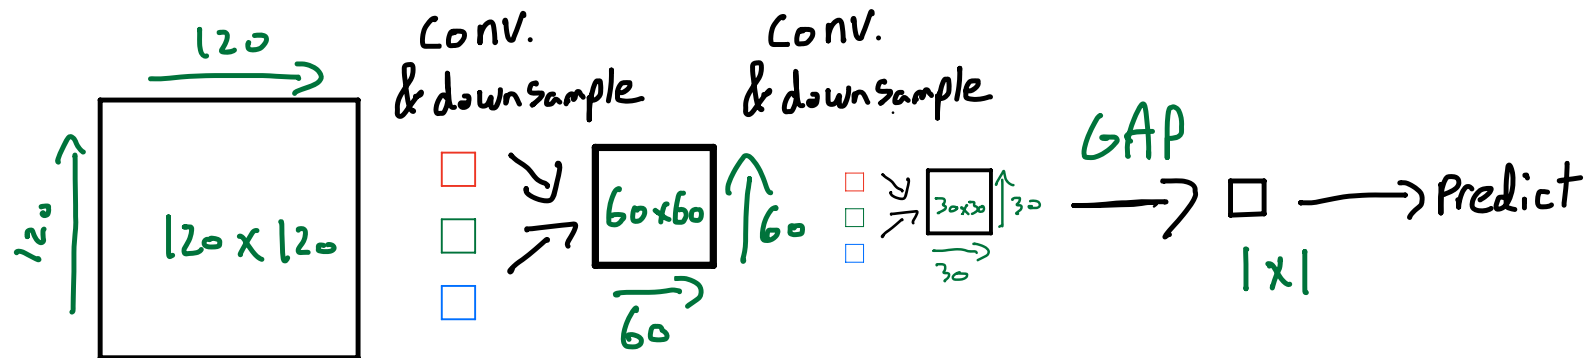 120
120
120 x 120
Conv.
& downsample
60x60
60
60
Conv.
& downsample
30x30
30
30
GAP
1x1
Predict